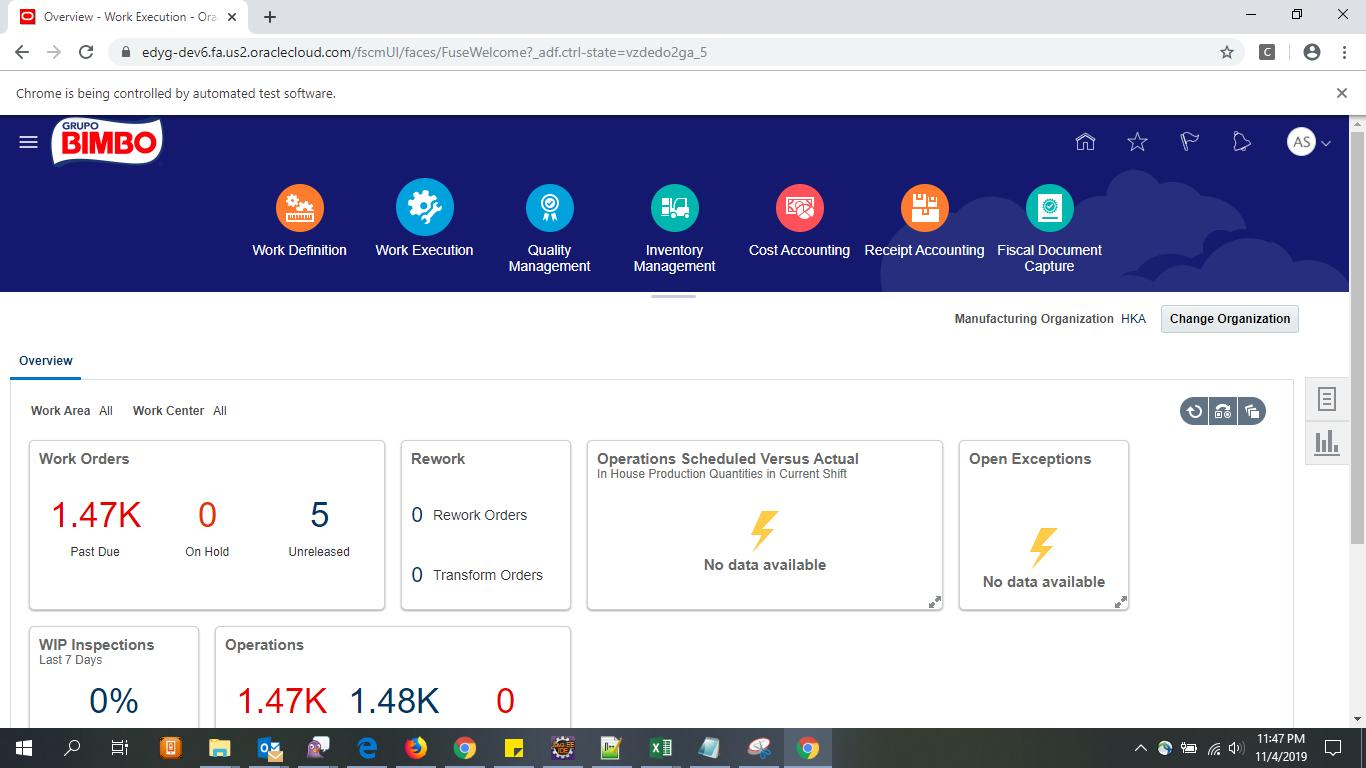 Overview - Work Execution - Ora
edyg-dev6.fa.us2.oraclecloud.com/fscmUI/faces/FuseWelcome?_adf.ctrl-state=vzdedo2ga_5
C
Chrome is being controlled by automated test software.
GRUPO
BIMBO
AS
Work Definition
Work Execution
Quality
Management
Inventory
Management
Cost Accounting
Receipt Accounting
Fiscal Document
Capture
Manufacturing Organization HKA
Change Organization
Overview
Work Area All Work Center All
Work Orders
1.47K 0 5
Past Due On Hold Unreleased
Rework
0 Rework Orders
0 Transform Orders
Operations Scheduled Versus Actual
In House Production Quantities in Current Shift
No data available
Open Exceptions
No data available
WIP Inspections
Last 7 Days
0%
Operations
1.47K 1.48K 0
11:47 PM
11/4/2019